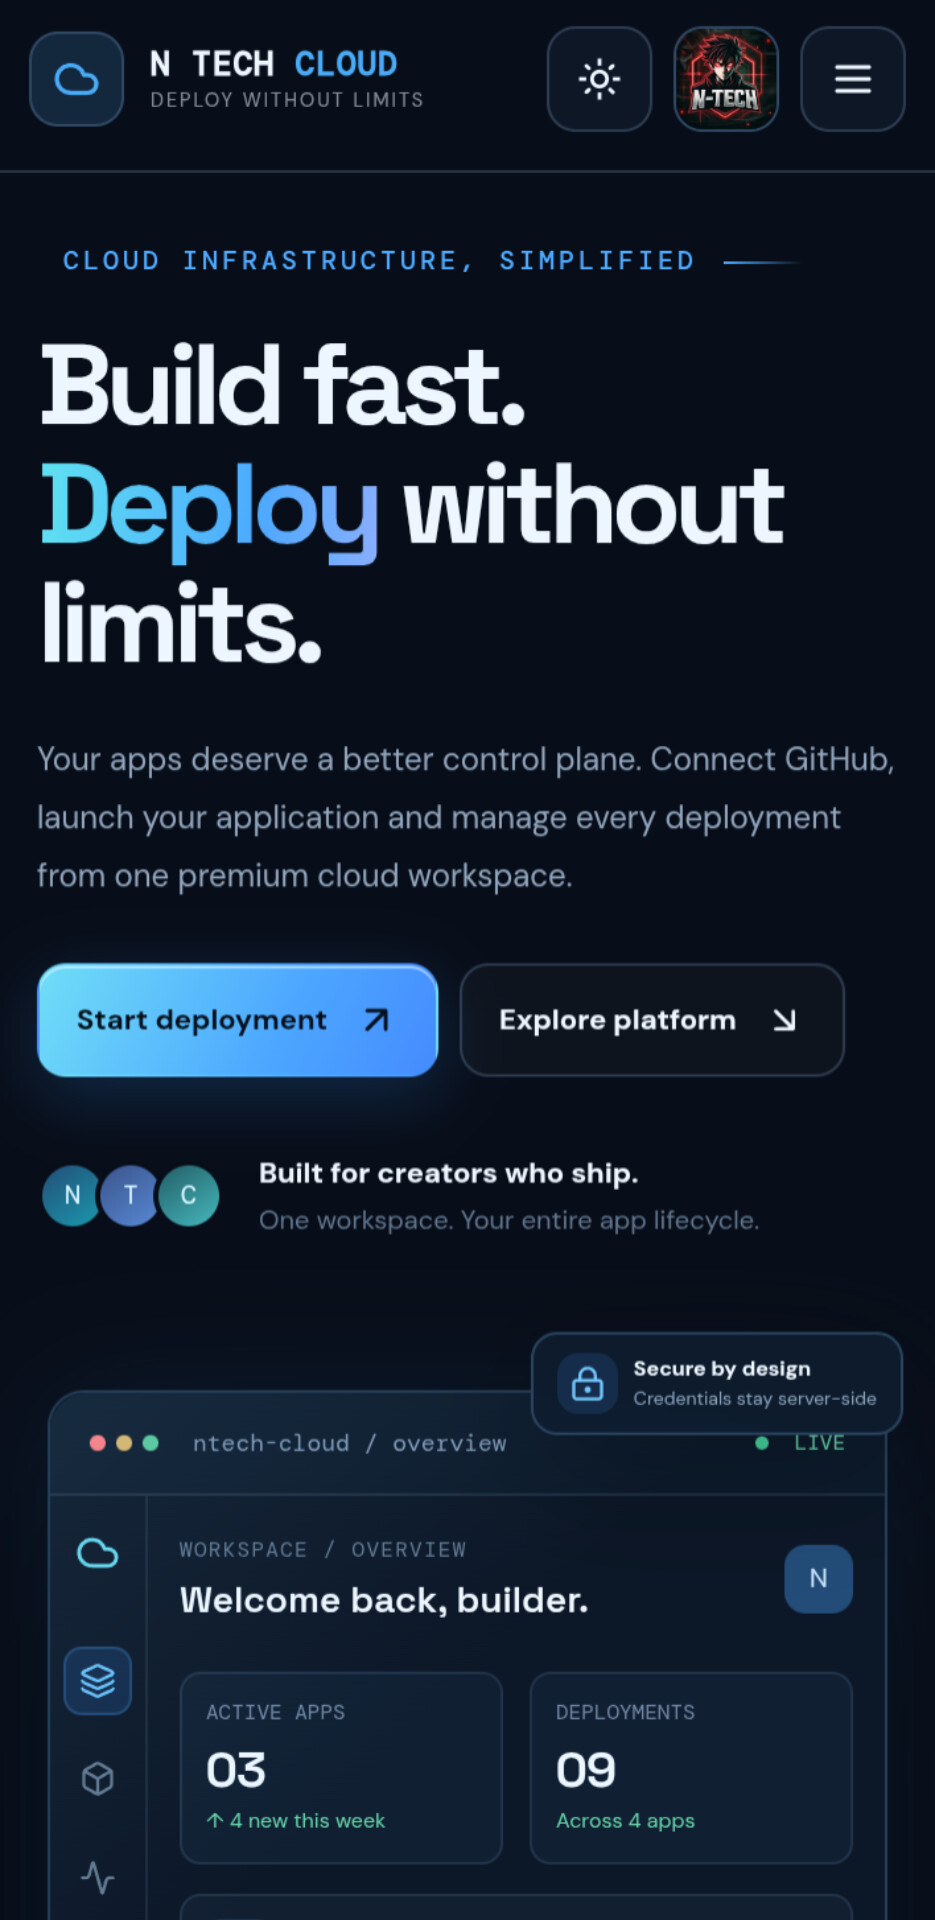 N TECH CLOUD
DEPLOY WITHOUT LIMITS
N-TECH
CLOUD INFRASTRUCTURE, SIMPLIFIED
Build fast.
Deploy without
limits.
Your apps deserve a better control plane. Connect GitHub,
launch your application and manage every deployment
from one premium cloud workspace.
Start deployment
Explore platform
N T C
Built for creators who ship.
One workspace. Your entire app lifecycle.
Secure by design
Credentials stay server-side
ntech-cloud / overview
LIVE
WORKSPACE / OVERVIEW
Welcome back, builder.
N
ACTIVE APPS
03
↑ 4 new this week
DEPLOYMENTS
09
Across 4 apps